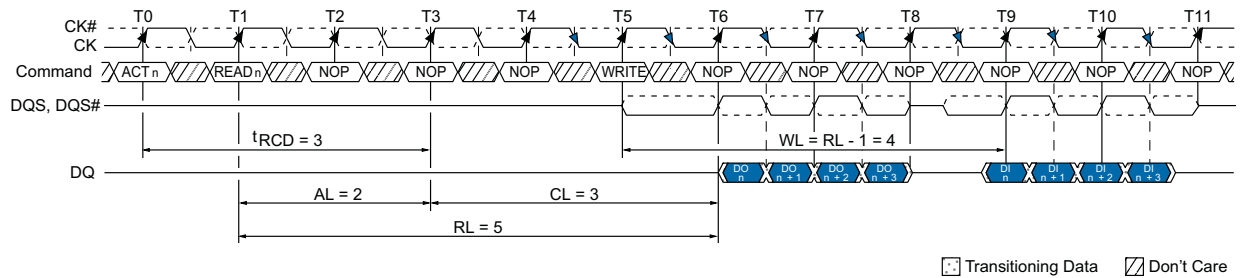 T0 T1 T2 T3 T4 T5 T6 T7 T8 T9 T10 T11
CK#
CK
Command ACT n READ n NOP NOP NOP WRITE NOP NOP NOP NOP NOP NOP
DQS, DQS#
tRCD = 3 WL = RL - 1 = 4
DQ DO n DO n + 1 DO n + 2 DO n + 3 DI n DI n + 1 DI n + 2 DI n + 3
AL = 2 CL = 3
RL = 5
Transitioning Data Don't Care